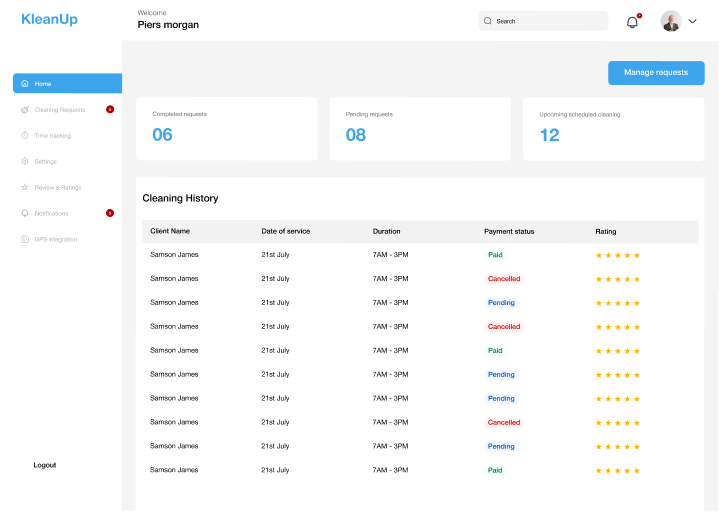 KleanUp
Welcome
Piers morgan
Search
Manage requests
Home
Cleaning Requests
Time tracking
Settings
Review & Ratings
Notifications
GPS integration
Logout
Completed requests
06
Pending requests
08
Upcoming scheduled cleaning
12
Cleaning History
Client Name Date of service Duration Payment status Rating
Samson James 21st July 7AM - 3PM Paid
Samson James 21st July 7AM - 3PM Cancelled
Samson James 21st July 7AM - 3PM Pending
Samson James 21st July 7AM - 3PM Cancelled
Samson James 21st July 7AM - 3PM Paid
Samson James 21st July 7AM - 3PM Pending
Samson James 21st July 7AM - 3PM Pending
Samson James 21st July 7AM - 3PM Cancelled
Samson James 21st July 7AM - 3PM Pending
Samson James 21st July 7AM - 3PM Paid